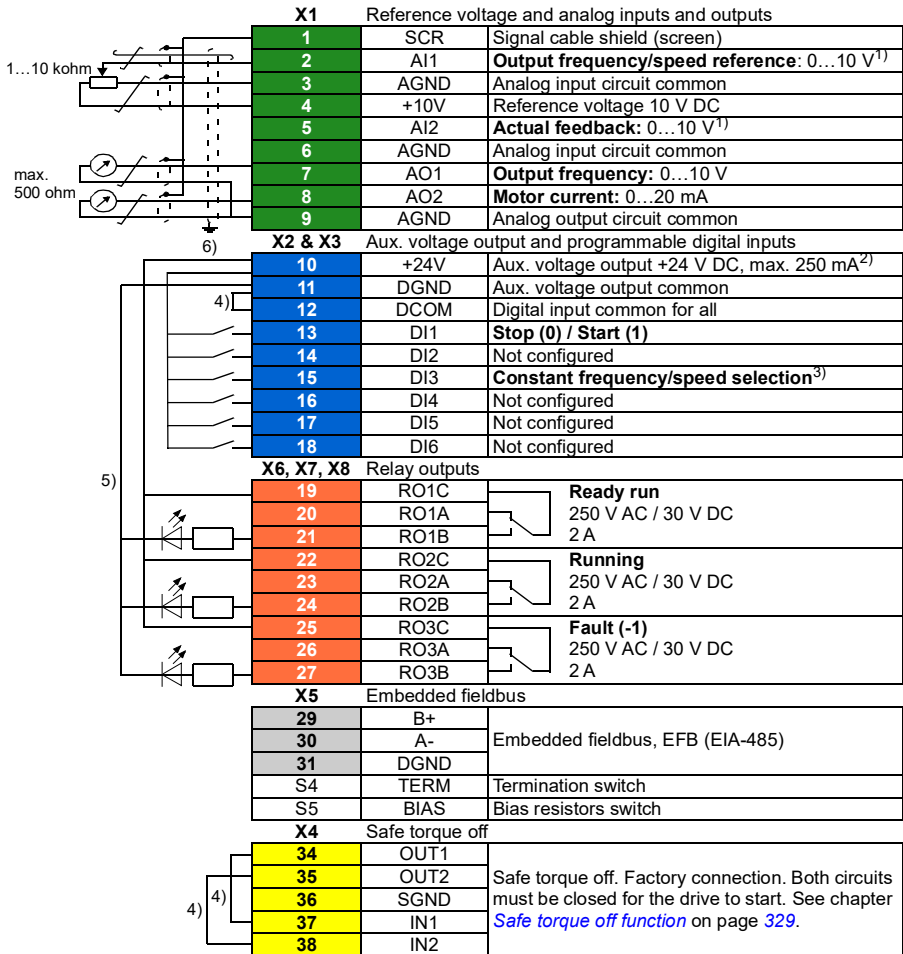 X1 Reference voltage and analog inputs and outputs
1 SCR Signal cable shield (screen)
2 AI1 Output frequency/speed reference: 0…10 V1)
1…10 kohm
3 AGND Analog input circuit common
4 +10V Reference voltage 10 V DC
5 AI2 Actual feedback: 0…10 V1)
6 AGND Analog input circuit common
7 AO1 Output frequency: 0…10 V
max.
500 ohm
8 AO2 Motor current: 0…20 mA
9 AGND Analog output circuit common
6)
X2 & X3 Aux. voltage output and programmable digital inputs
10 +24V Aux. voltage output +24 V DC, max. 250 mA2)
11 DGND Aux. voltage output common
4)
12 DCOM Digital input common for all
13 DI1 Stop (0) / Start (1)
14 DI2 Not configured
15 DI3 Constant frequency/speed selection3)
16 DI4 Not configured
17 DI5 Not configured
18 DI6 Not configured
X6, X7, X8 Relay outputs
5)
19 RO1C Ready run
20 RO1A 250 V AC / 30 V DC
21 RO1B 2 A
22 RO2C Running
23 RO2A 250 V AC / 30 V DC
24 RO2B 2 A
25 RO3C Fault (-1)
26 RO3A 250 V AC / 30 V DC
27 RO3B 2 A
X5 Embedded fieldbus
29 B+
30 A- Embedded fieldbus, EFB (EIA-485)
31 DGND
S4 TERM Termination switch
S5 BIAS Bias resistors switch
X4 Safe torque off
34 OUT1
35 OUT2 Safe torque off. Factory connection. Both circuits
36 SGND must be closed for the drive to start. See chapter
4) 4)
37 IN1 Safe torque off function on page 329.
38 IN2